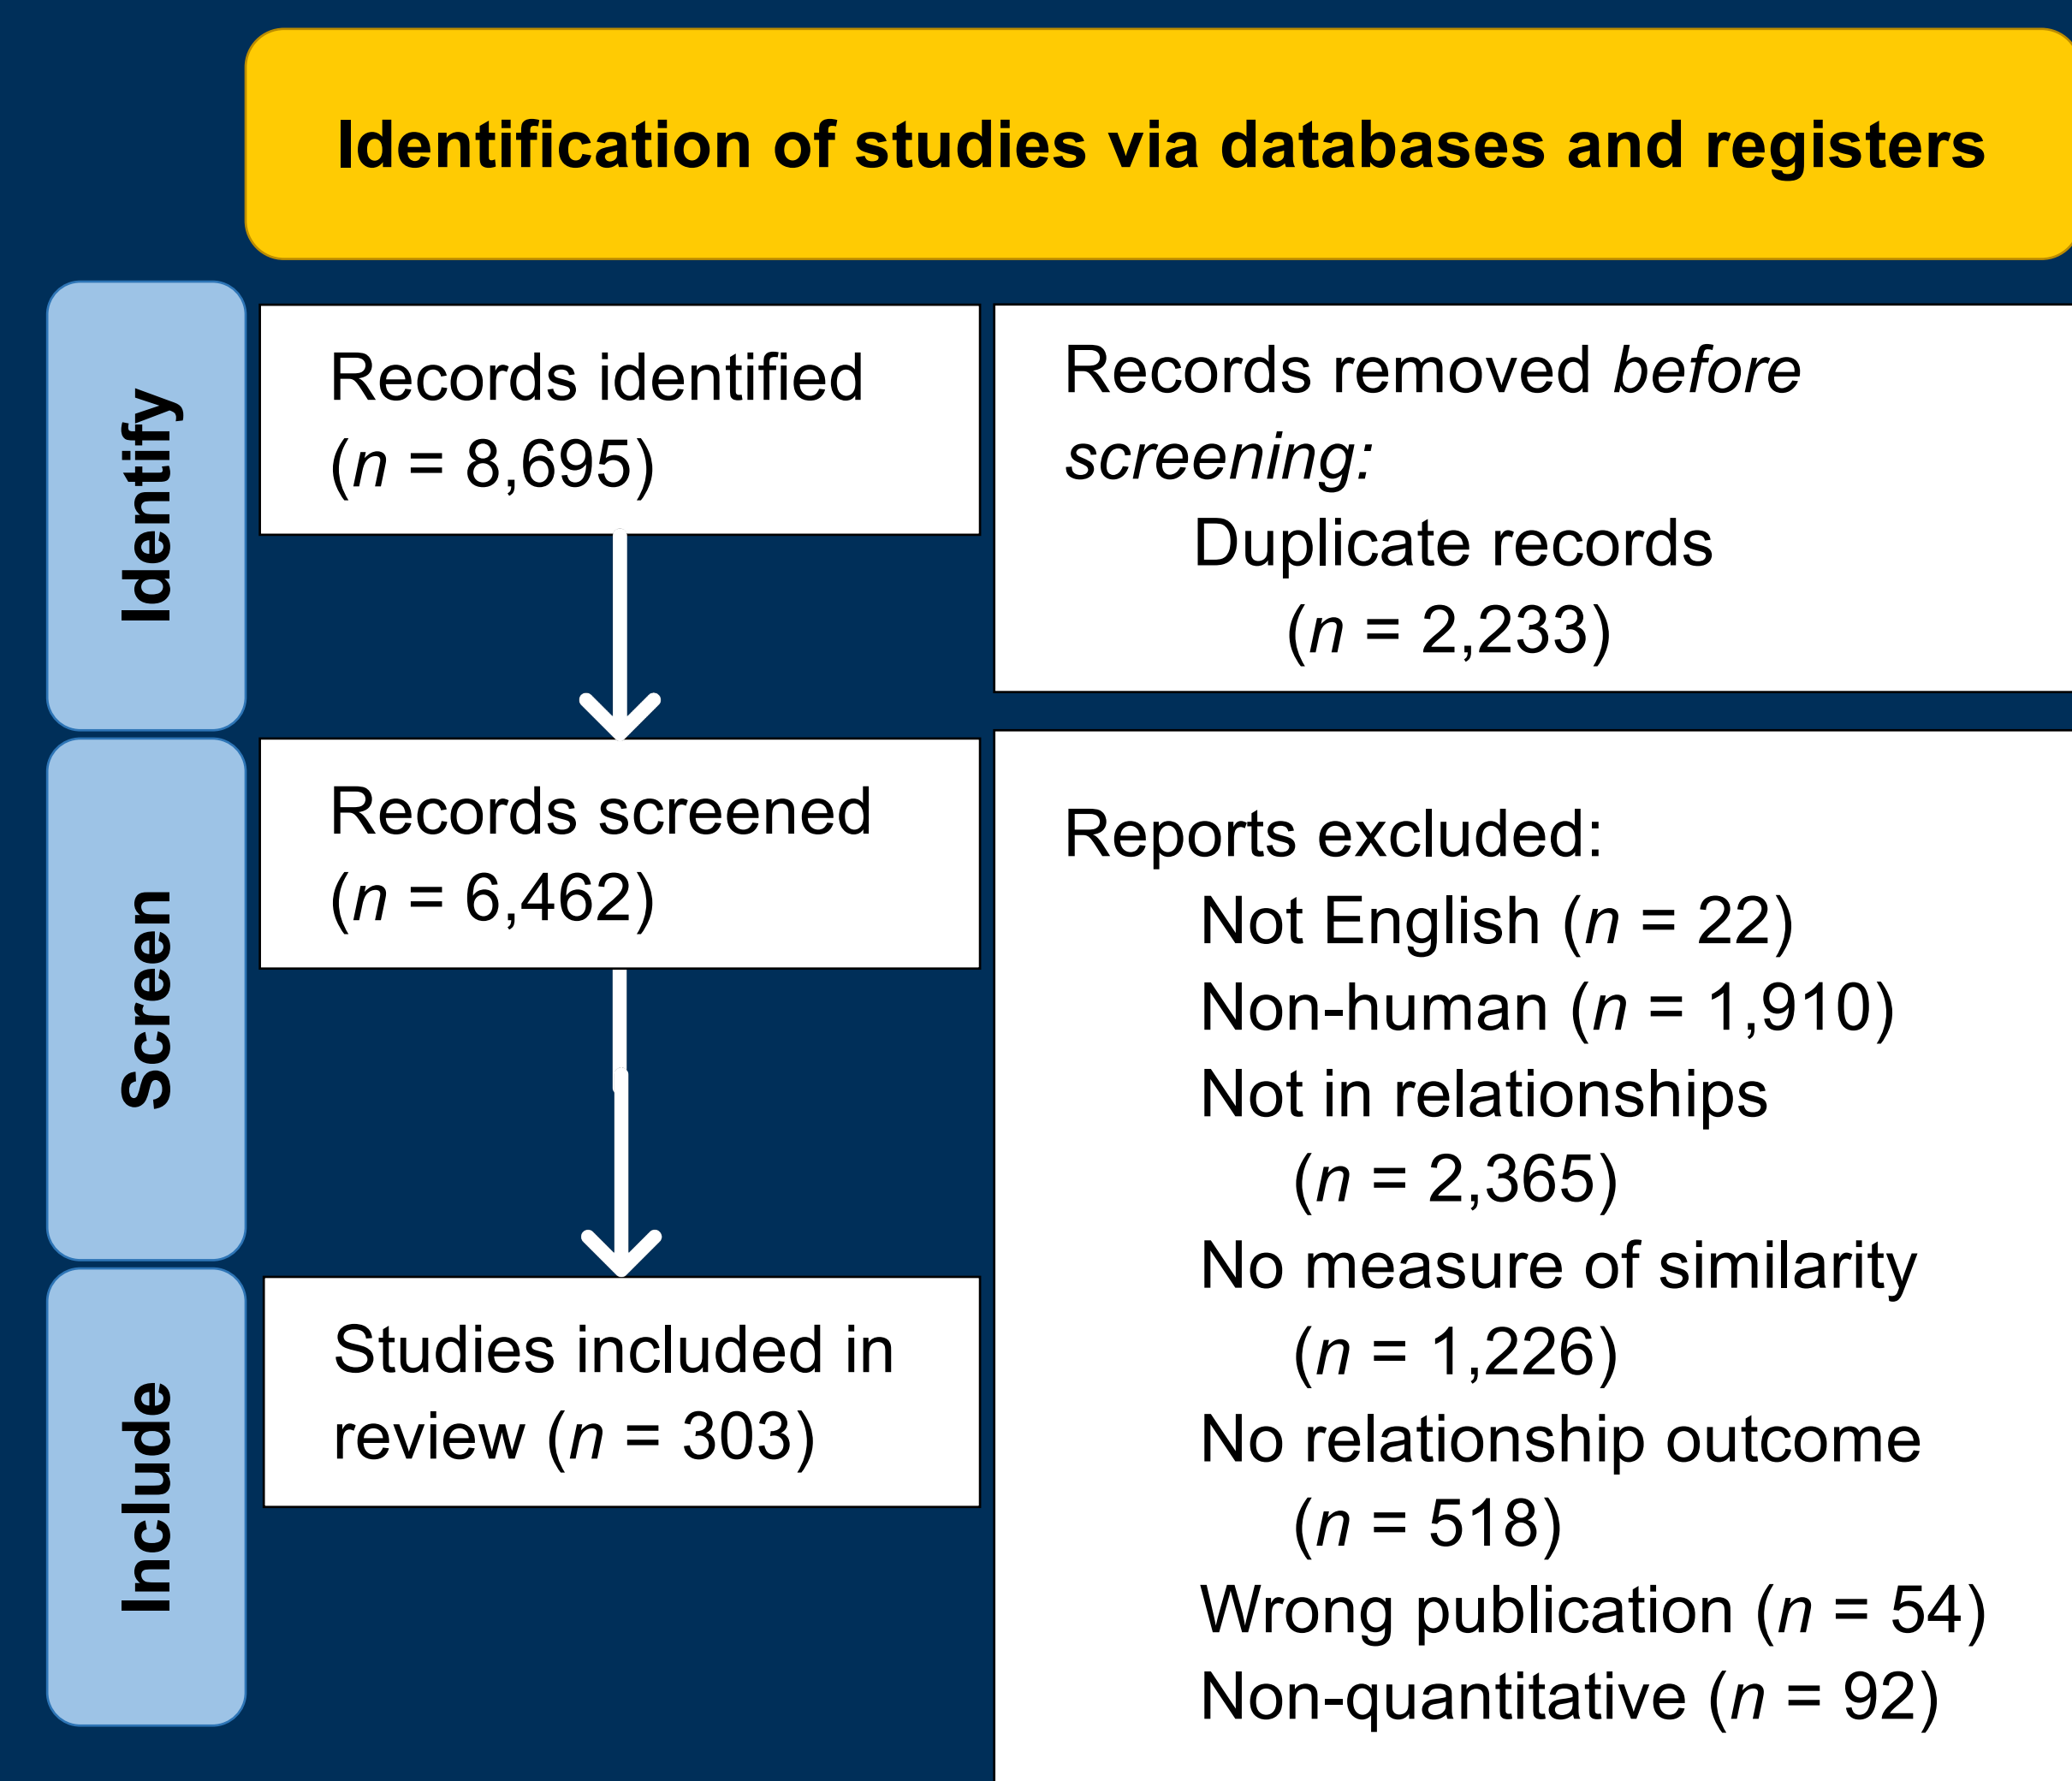 Identification of studies via databases and registers
Identify
Records identified
(n = 8,695)
Records removed before
screening:
Duplicate records
(n = 2,233)
Screen
Records screened
(n = 6,462)
Reports excluded:
Not English (n = 22)
Non-human (n = 1,910)
Not in relationships
(n = 2,365)
No measure of similarity
(n = 1,226)
No relationship outcome
(n = 518)
Wrong publication (n = 54)
Non-quantitative (n = 92)
Include
Studies included in
review (n = 303)